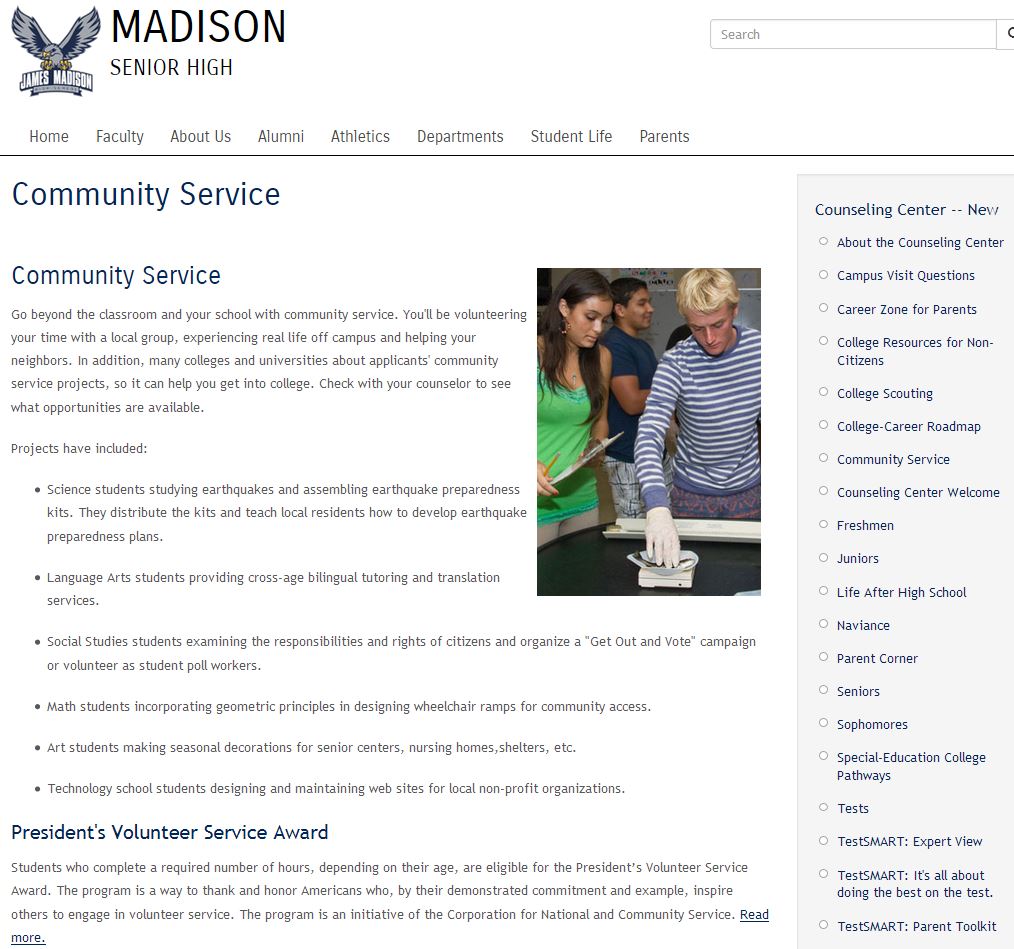 MADISON
SENIOR HIGH
JAMES MADISON
Search
Home Faculty About Us Alumni Athletics Departments Student Life Parents
Community Service
Community Service
Go beyond the classroom and your school with community service. You'll be volunteering
your time with a local group, experiencing real life off campus and helping your
neighbors. In addition, many colleges and universities about applicants' community
service projects, so it can help you get into college. Check with your counselor to see
what opportunities are available.
Projects have included:
Science students studying earthquakes and assembling earthquake preparedness
kits. They distribute the kits and teach local residents how to develop earthquake
preparedness plans.
Language Arts students providing cross-age bilingual tutoring and translation
services.
Social Studies students examining the responsibilities and rights of citizens and organize a "Get Out and Vote" campaign
or volunteer as student poll workers.
Math students incorporating geometric principles in designing wheelchair ramps for community access.
Art students making seasonal decorations for senior centers, nursing homes,shelters, etc.
Technology school students designing and maintaining web sites for local non-profit organizations.
President's Volunteer Service Award
Students who complete a required number of hours, depending on their age, are eligible for the President’s Volunteer Service
Award. The program is a way to thank and honor Americans who, by their demonstrated commitment and example, inspire
others to engage in volunteer service. The program is an initiative of the Corporation for National and Community Service. Read
more.
Counseling Center -- New
About the Counseling Center
Campus Visit Questions
Career Zone for Parents
College Resources for Non-
Citizens
College Scouting
College-Career Roadmap
Community Service
Counseling Center Welcome
Freshmen
Juniors
Life After High School
Naviance
Parent Corner
Seniors
Sophomores
Special-Education College
Pathways
Tests
TestSMART: Expert View
TestSMART: It's all about
doing the best on the test.
TestSMART: Parent Toolkit